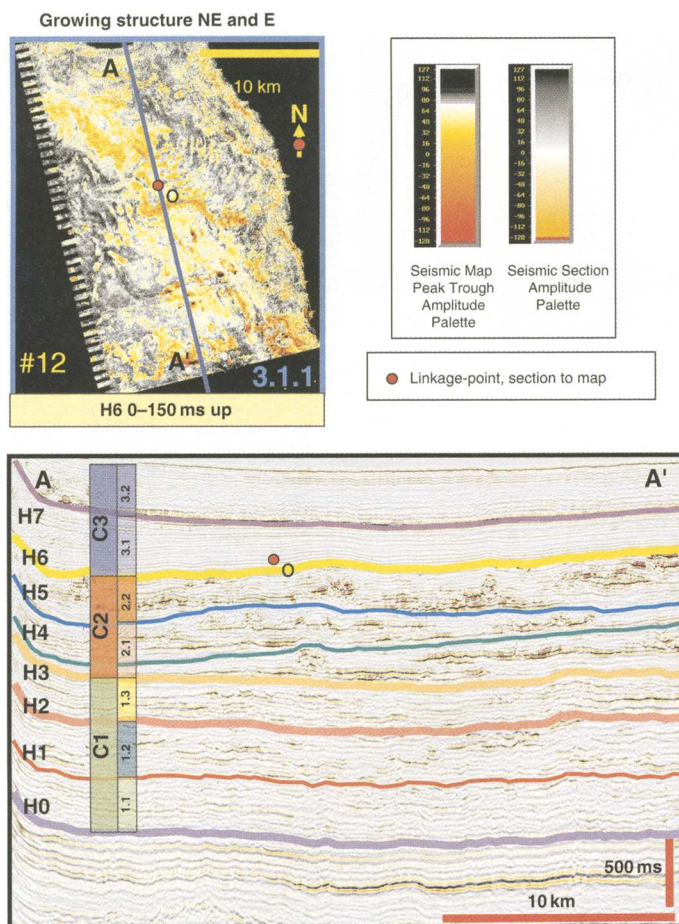 Growing structure NE and E
A
10 km
N
O
#12
A'
3.1.1
H6 0–150 ms up
127
112
96
80
64
48
32
16
0
-16
-32
-48
-64
-80
-96
-112
-128
127
112
96
80
64
48
32
16
0
-16
-32
-48
-64
-80
-96
-112
-128
Seismic Map
Peak Trough
Amplitude
Palette
Seismic Section
Amplitude
Palette
Linkage-point, section to map
A
A'
H7
H6
H5
H4
H3
H2
H1
H0
C3
C2
C1
3.2
3.1
2.2
2.1
1.3
1.2
1.1
O
500 ms
10 km